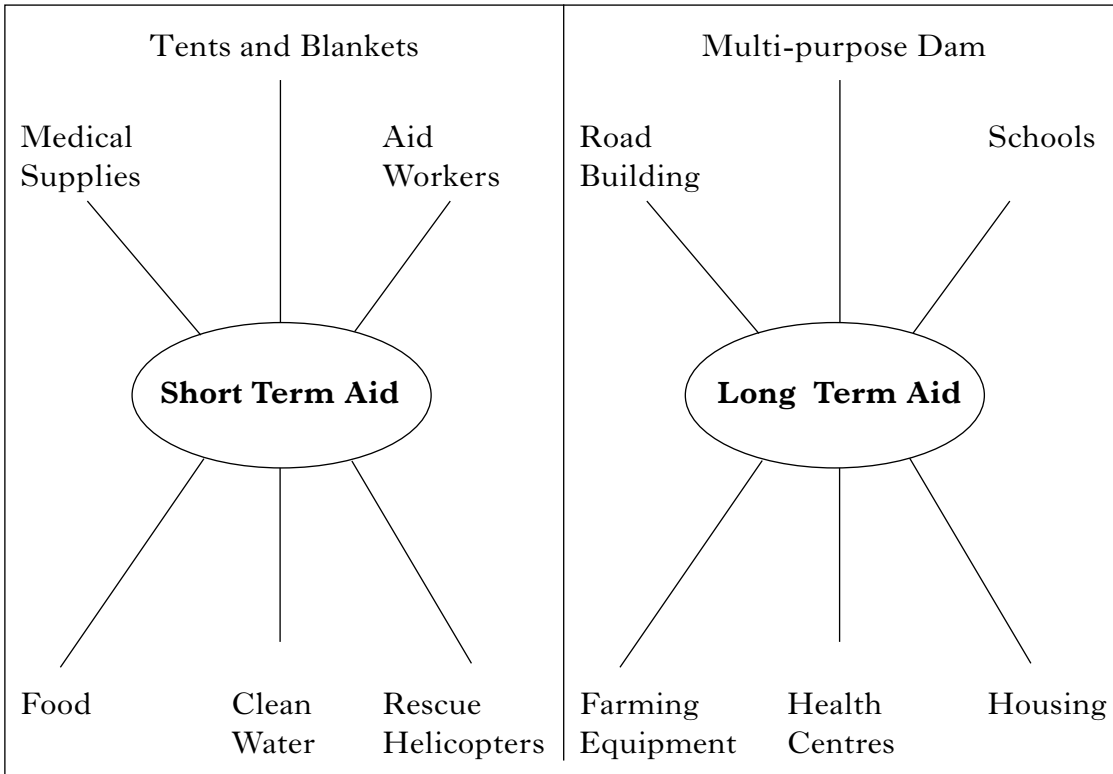 Tents and Blankets
Medical
Supplies
Aid
Workers
Short Term Aid
Food
Clean
Water
Rescue
Helicopters
Multi-purpose Dam
Road
Building
Schools
Long Term Aid
Farming
Equipment
Health
Centres
Housing